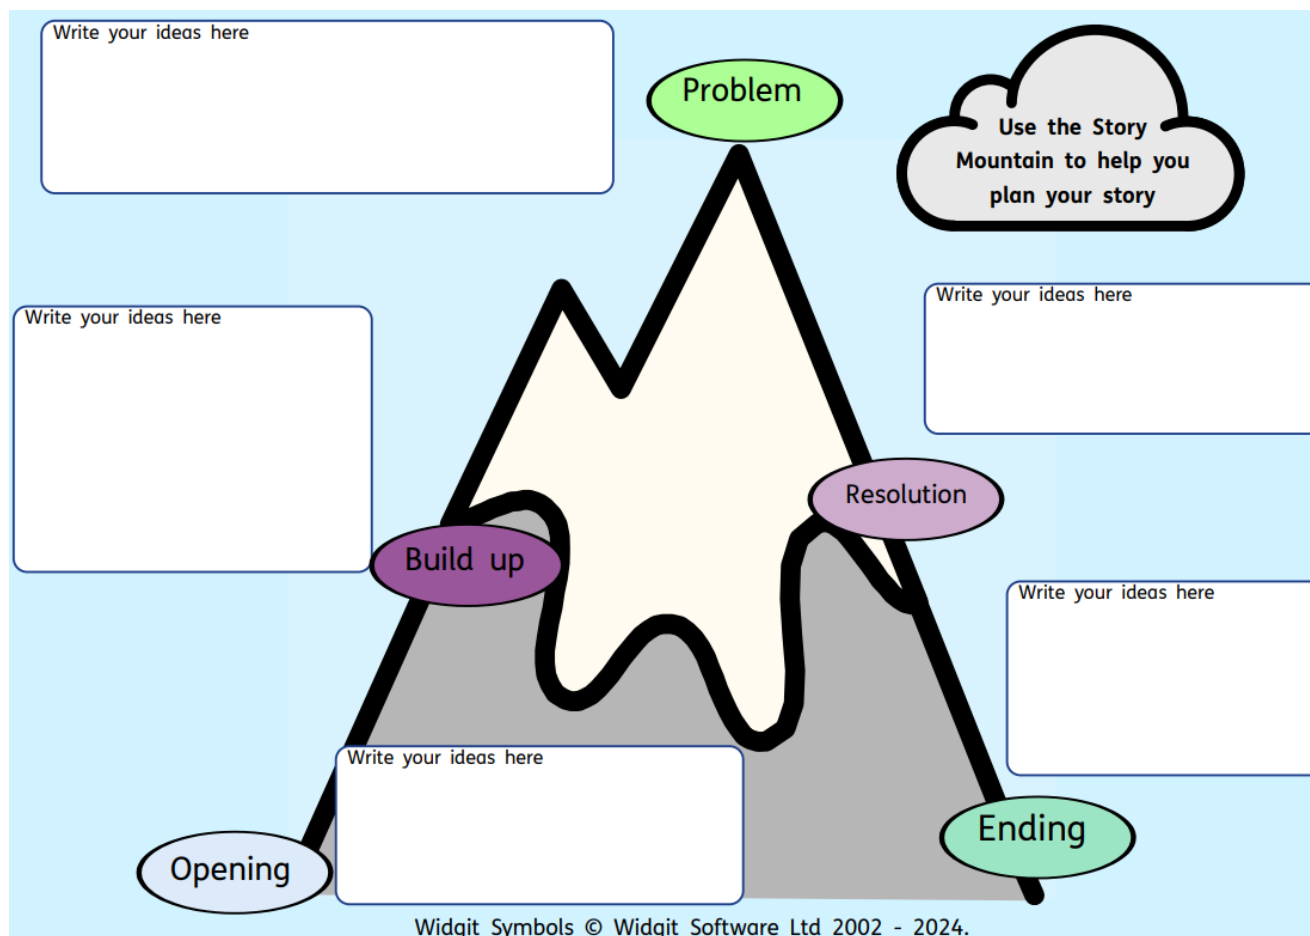 Write your ideas here
Problem
Use the Story
Mountain to help you
plan your story
Write your ideas here
Write your ideas here
Resolution
Build up
Write your ideas here
Write your ideas here
Ending
Opening
Widgit Symbols © Widgit Software Ltd 2002 - 2024.